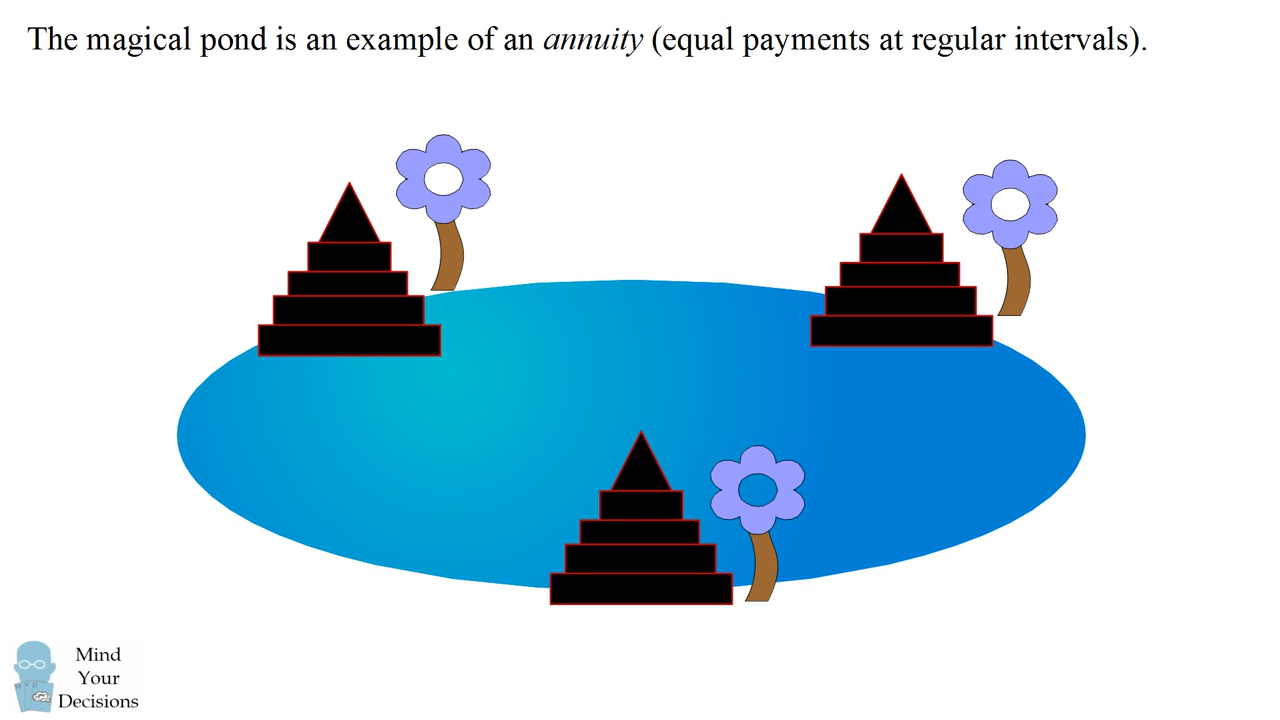 The magical pond is an example of an annuity (equal payments at regular intervals).
Mind
Your
Decisions